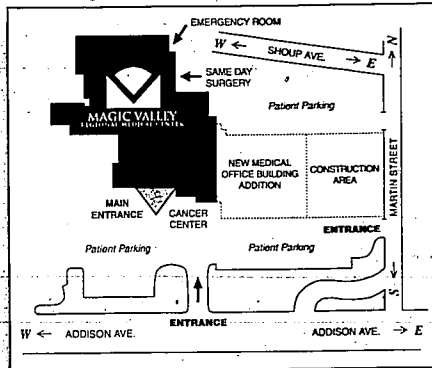 EMERGENCY ROOM
W
SHOUP AVE.
E
N
SAME DAY
SURGERY
Patient Parking
MAGIC VALLEY
REGIONAL MEDICAL CENTER
NEW MEDICAL
OFFICE BUILDING
ADDITION
CONSTRUCTION
AREA
MARTIN STREET
MAIN
ENTRANCE
CANCER
CENTER
ENTRANCE
Patient Parking
Patient Parking
S
ENTRANCE
W
ADDISON AVE.
ADDISON AVE.
E